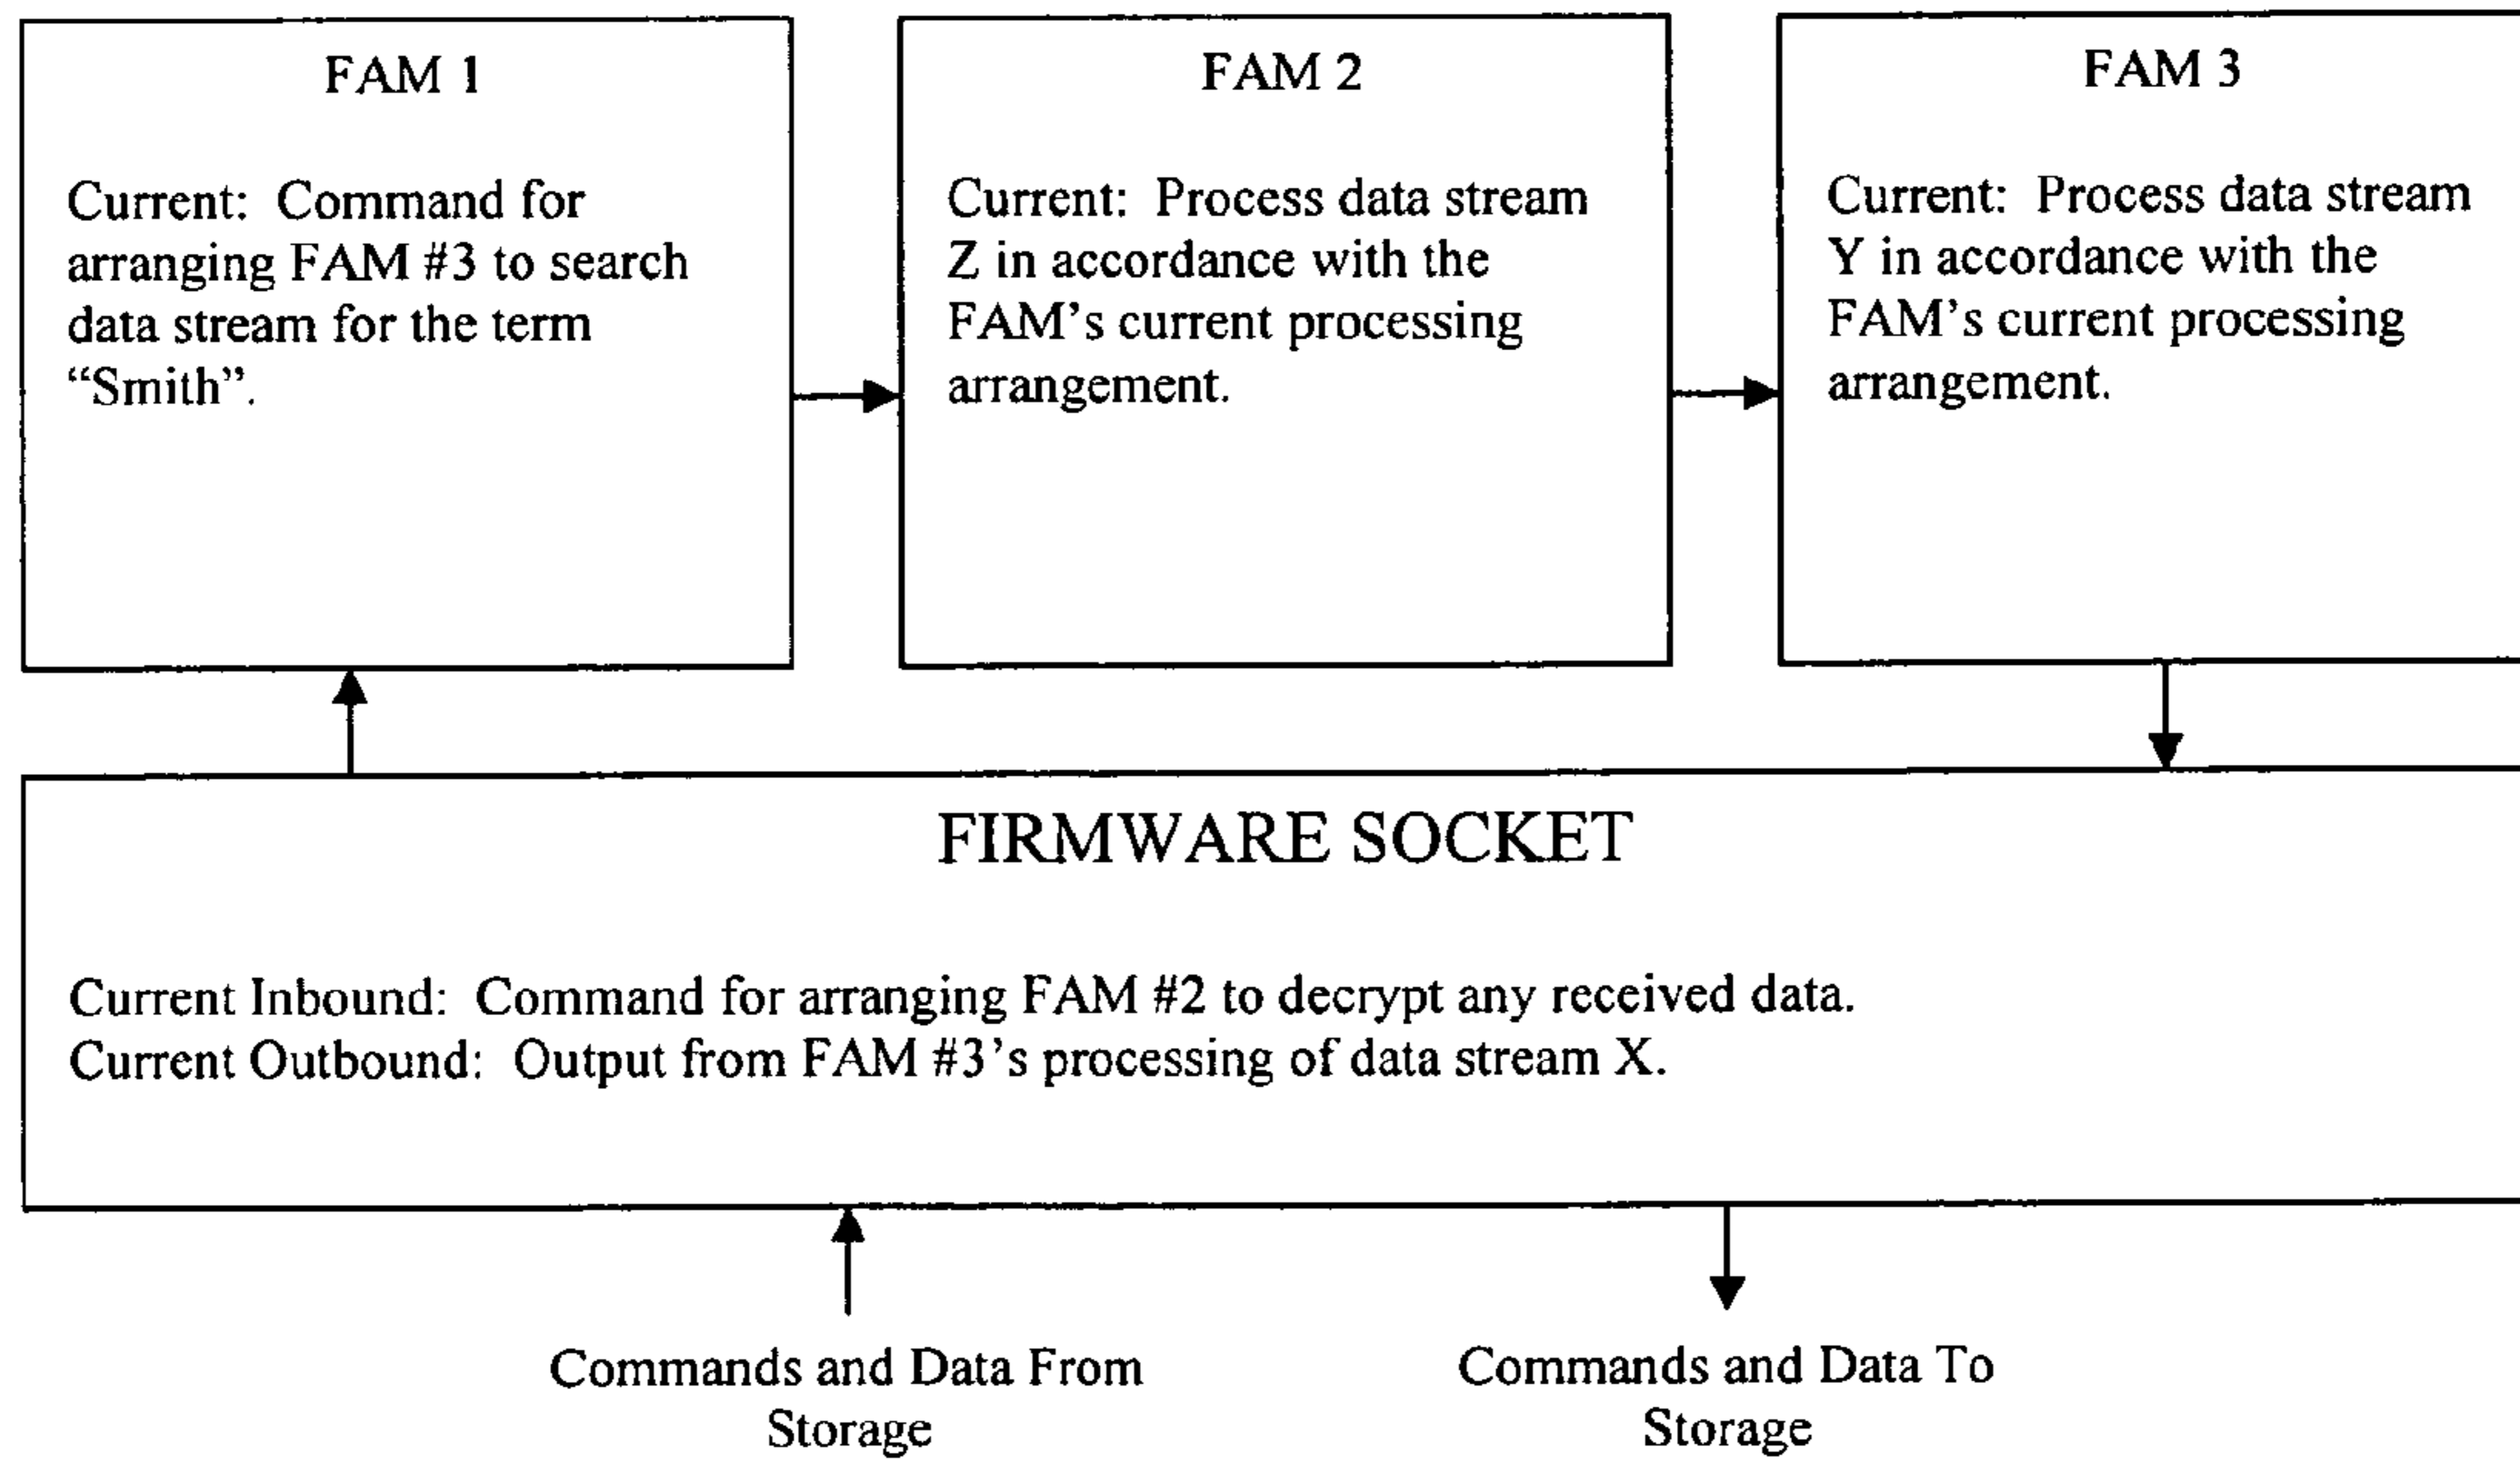 FAM 1
Current: Command for
arranging FAM #3 to search
data stream for the term
“Smith”.
FAM 2
Current: Process data stream
Z in accordance with the
FAM’s current processing
arrangement.
FAM 3
Current: Process data stream
Y in accordance with the
FAM’s current processing
arrangement.
FIRMWARE SOCKET
Current Inbound: Command for arranging FAM #2 to decrypt any received data.
Current Outbound: Output from FAM #3’s processing of data stream X.
Commands and Data From
Storage
Commands and Data To
Storage